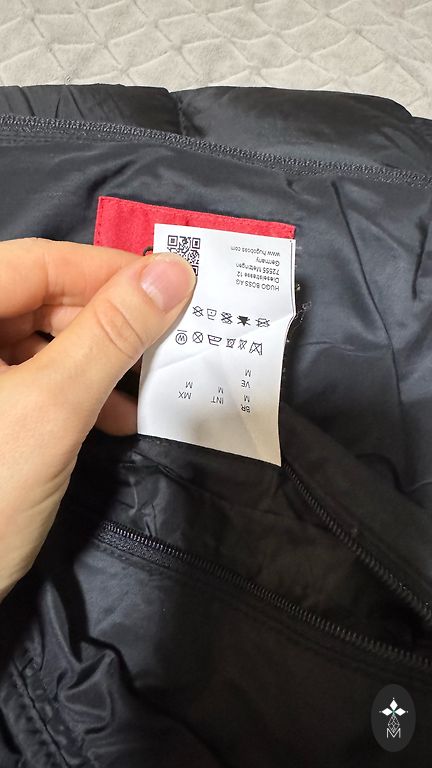 BR INT MX
M M M
VE
M
W
HUGO BOSS AG
Dieselstrasse 12
72555 Metzingen
Germany
www.hugoboss.com
M